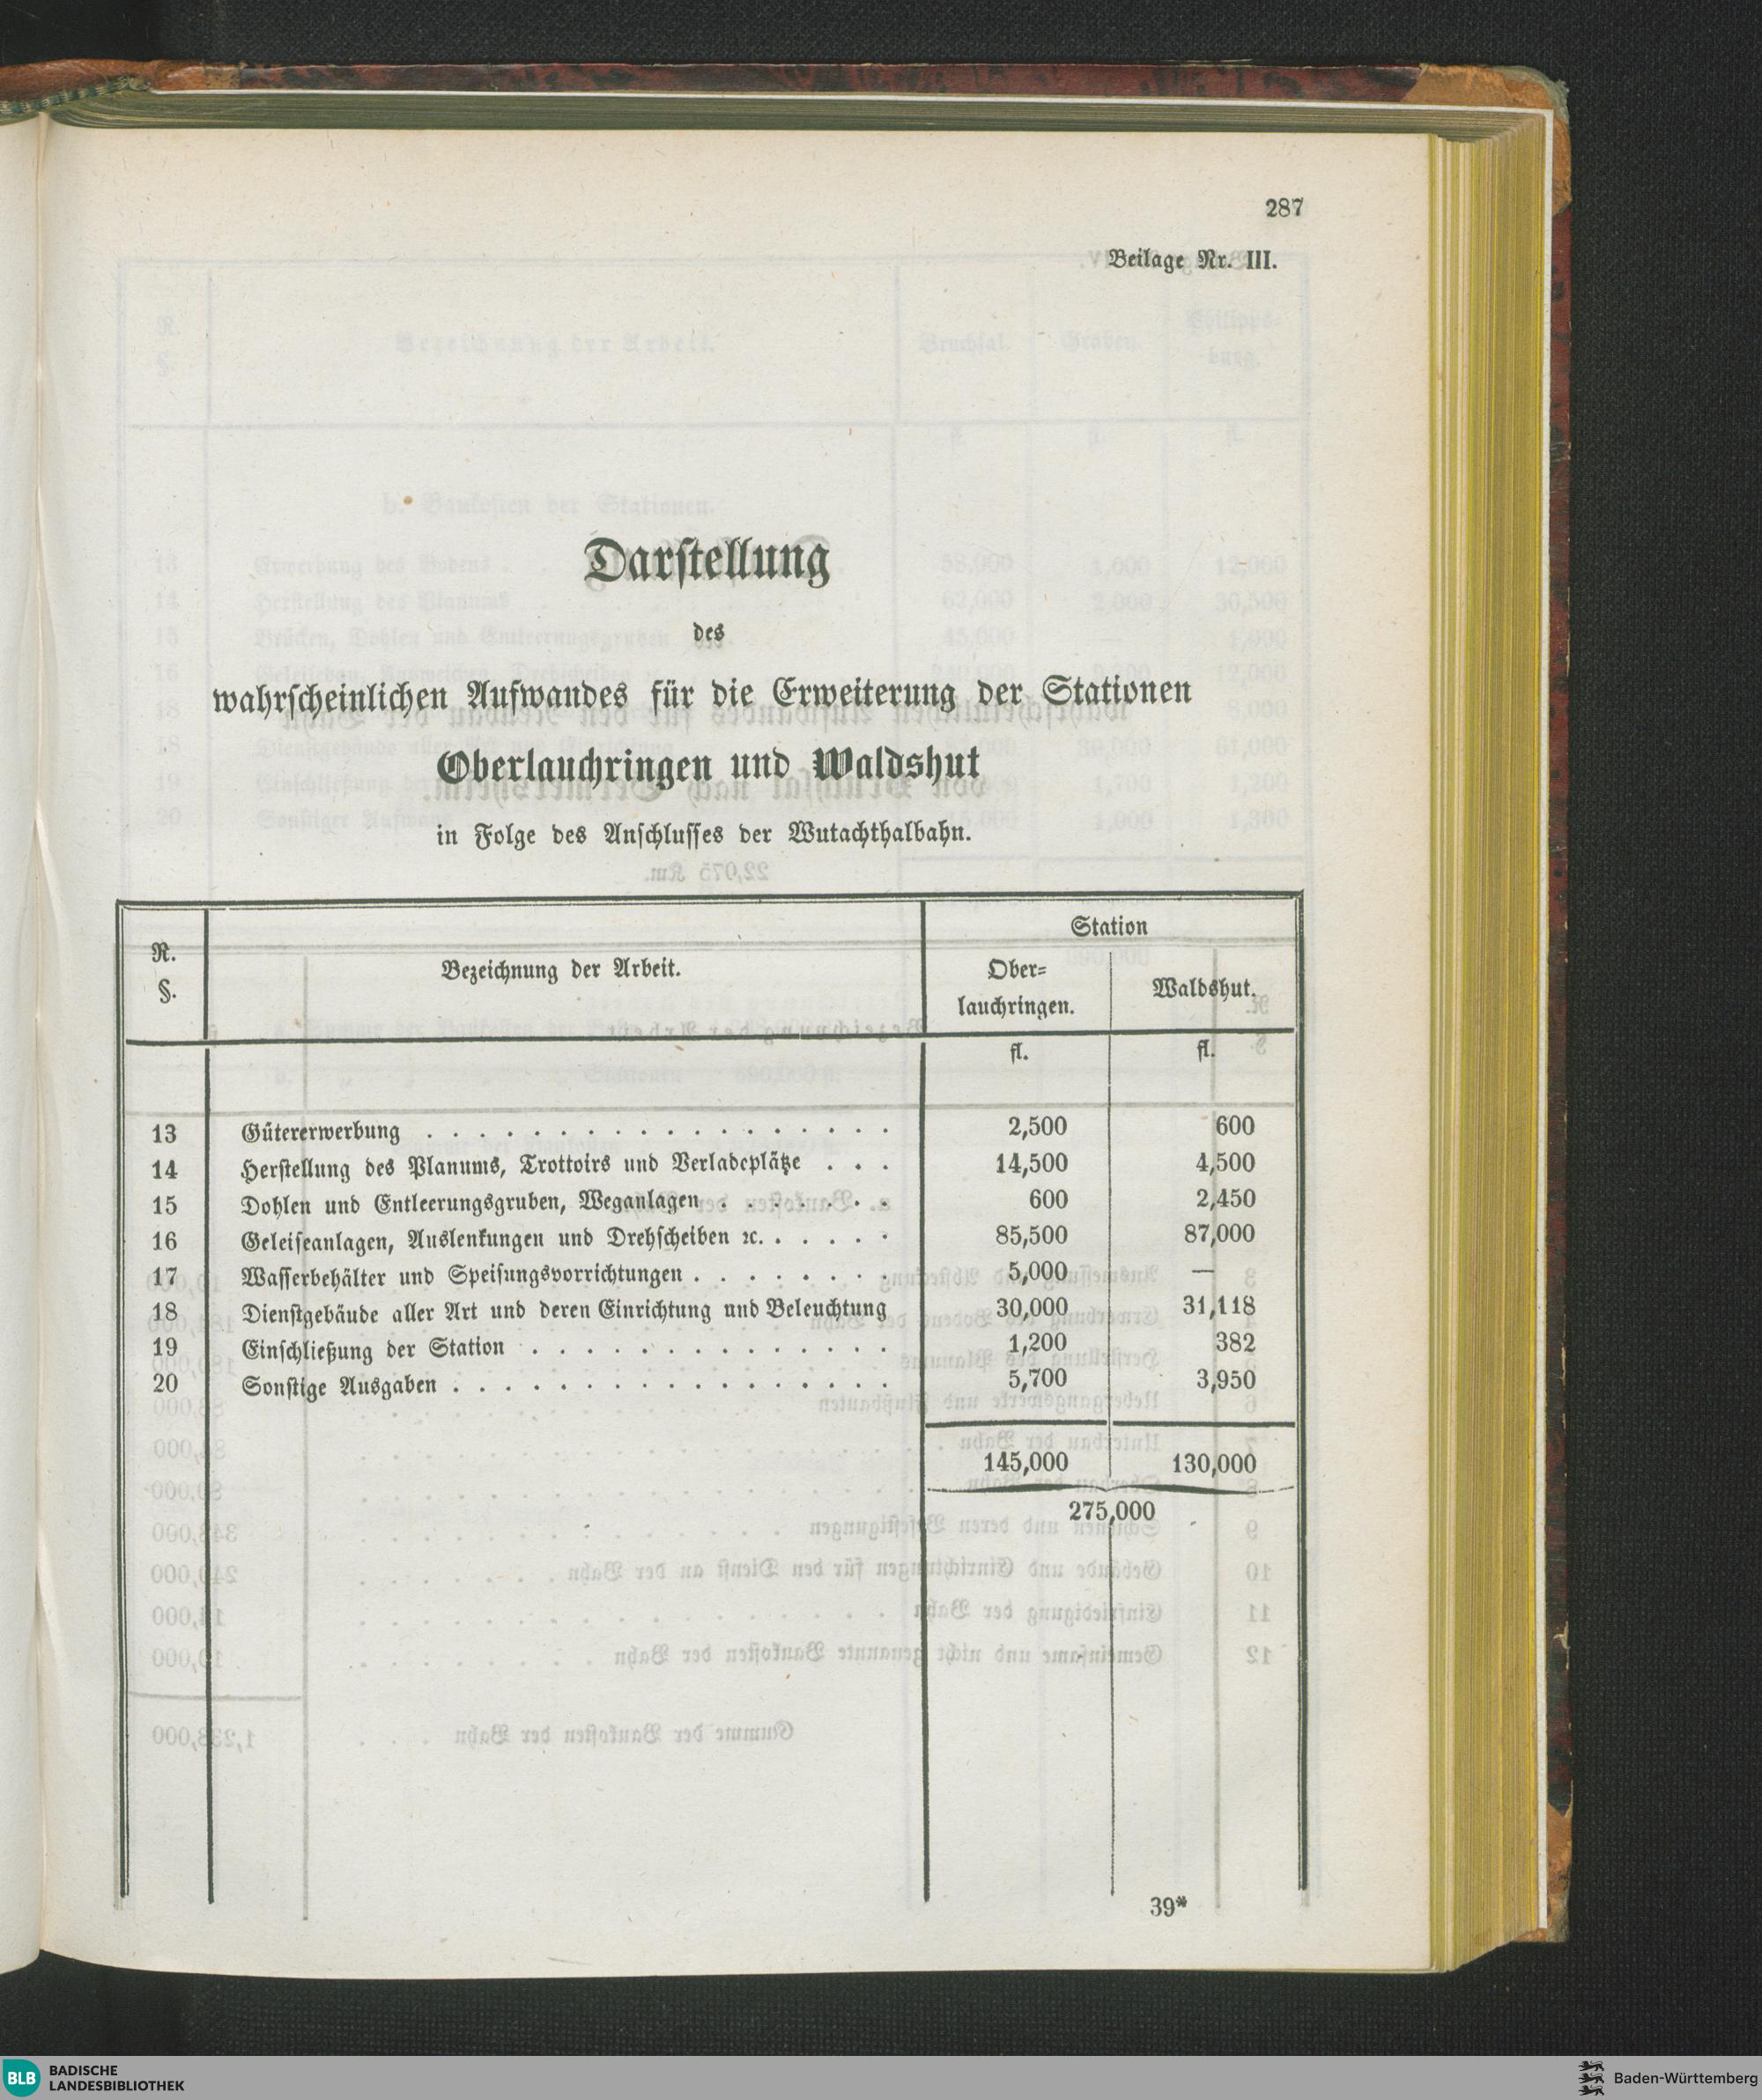 287
Beilage Nr. III.
Darstellung
des
wahrscheinlichen Aufwandes für die Erweiterung der Stationen
Oberlauchringen und Waldshut
in Folge des Anschlusses der Wutachthalbahn.
R. §. Bezeichnung der Arbeit. Station
Ober=lauchringen. Waldshut.
fl. fl.
13 Gütererwerbung . . . . . . . . . . . . . . . . . . 2,500 600
14 Herstellung des Planums, Trottoirs und Verladeplätze . . . 14,500 4,500
15 Dohlen und Entleerungsgruben, Weganlagen . . . . . . . 600 2,450
16 Geleiseanlagen, Auslenkungen und Drehscheiben ꝛc. . . . . . 85,500 87,000
17 Wasserbehälter und Speisungsvorrichtungen . . . . . . . . 5,000 —
18 Dienstgebäude aller Art und deren Einrichtung und Beleuchtung 30,000 31,118
19 Einschließung der Station . . . . . . . . . . . . . . 1,200 382
20 Sonstige Ausgaben . . . . . . . . . . . . . . . . . 5,700 3,950
145,000 130,000
275,000
39*
BLB BADISCHE
LANDESBIBLIOTHEK
Baden-Württemberg